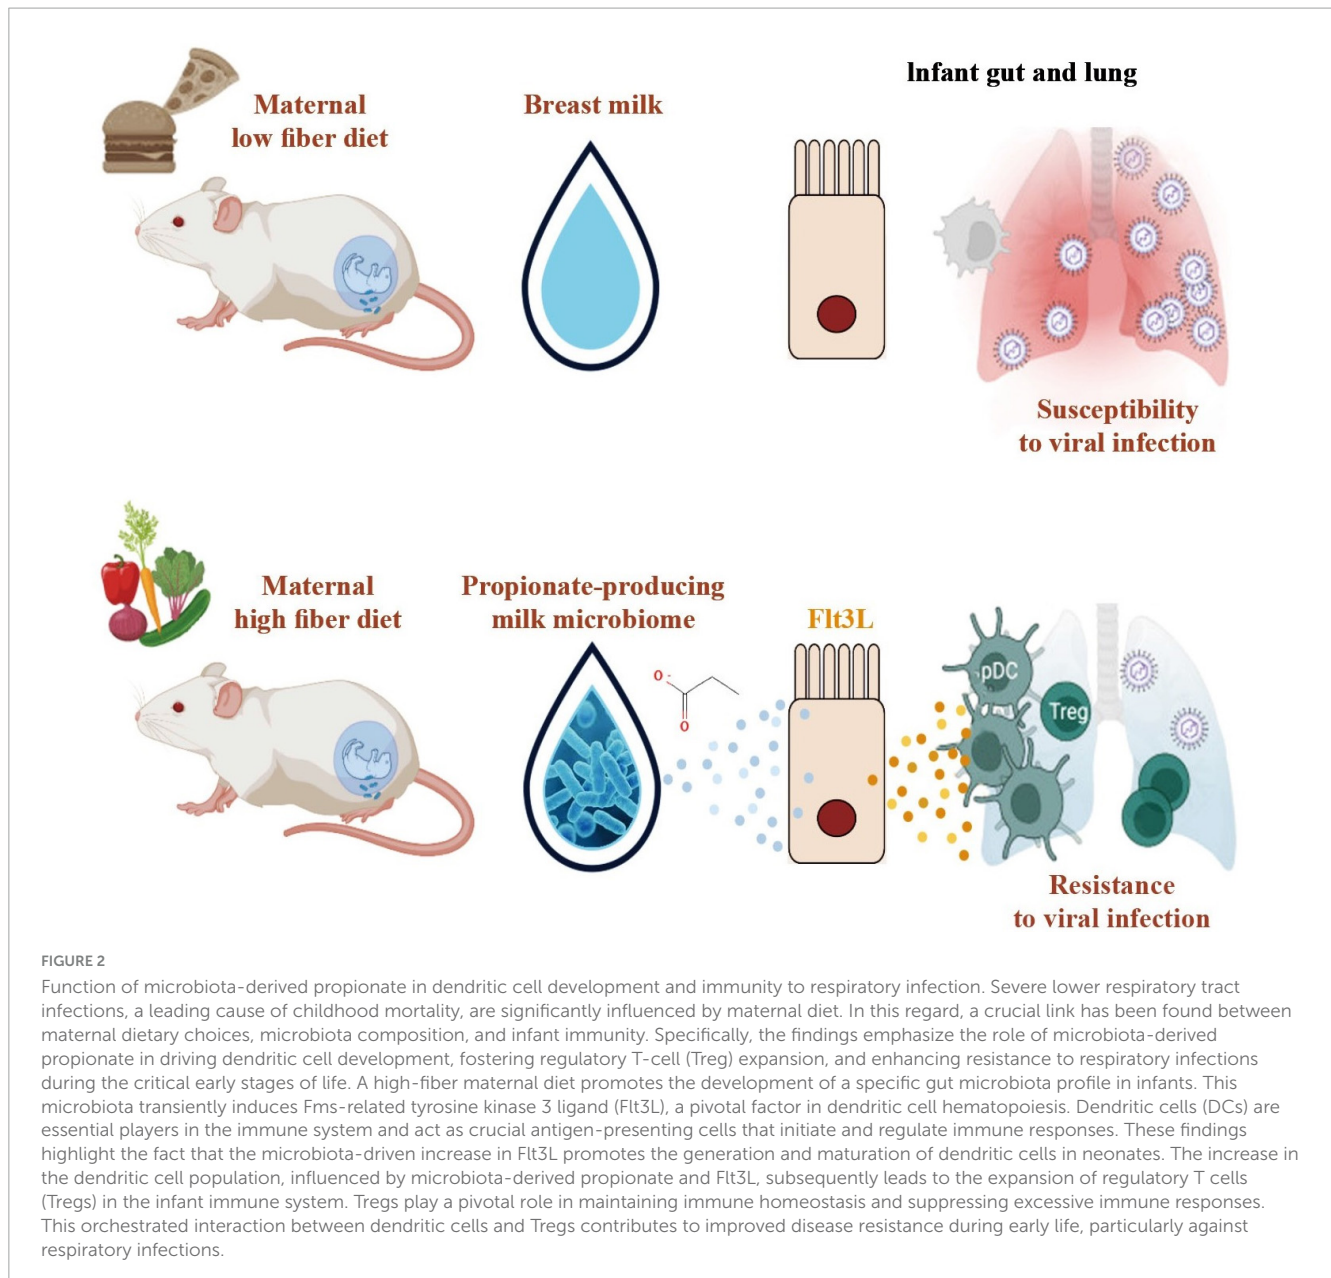 Infant gut and lung
Maternal
low fiber diet
Breast milk
Susceptibility
to viral infection
Maternal
high fiber diet
Propionate-producing
milk microbiome
Flt3L
O-
O
pDC
Treg
Resistance
to viral infection
FIGURE 2
Function of microbiota-derived propionate in dendritic cell development and immunity to respiratory infection. Severe lower respiratory tract
infections, a leading cause of childhood mortality, are significantly influenced by maternal diet. In this regard, a crucial link has been found between
maternal dietary choices, microbiota composition, and infant immunity. Specifically, the findings emphasize the role of microbiota-derived
propionate in driving dendritic cell development, fostering regulatory T-cell (Treg) expansion, and enhancing resistance to respiratory infections
during the critical early stages of life. A high-fiber maternal diet promotes the development of a specific gut microbiota profile in infants. This
microbiota transiently induces Fms-related tyrosine kinase 3 ligand (Flt3L), a pivotal factor in dendritic cell hematopoiesis. Dendritic cells (DCs) are
essential players in the immune system and act as crucial antigen-presenting cells that initiate and regulate immune responses. These findings
highlight the fact that the microbiota-driven increase in Flt3L promotes the generation and maturation of dendritic cells in neonates. The increase in
the dendritic cell population, influenced by microbiota-derived propionate and Flt3L, subsequently leads to the expansion of regulatory T cells
(Tregs) in the infant immune system. Tregs play a pivotal role in maintaining immune homeostasis and suppressing excessive immune responses.
This orchestrated interaction between dendritic cells and Tregs contributes to improved disease resistance during early life, particularly against
respiratory infections.